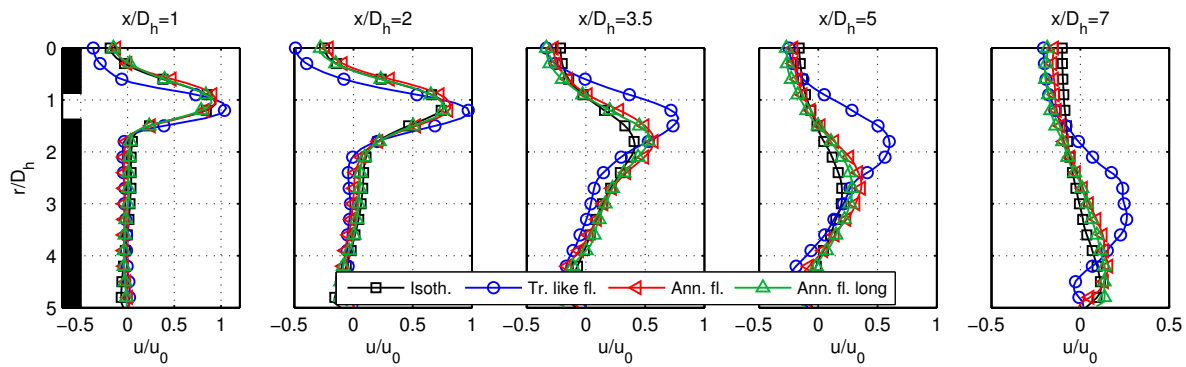 x/D_h=1 x/D_h=2 x/D_h=3.5 x/D_h=5 x/D_h=7
0
1
2
3
4
5
r/D_h
Isoth. Tr. like fl. Ann. fl. Ann. fl. long
−0.5 0 0.5 1 −0.5 0 0.5 1 −0.5 0 0.5 1 −0.5 0 0.5 1 −0.5 0 0.5
u/u_0 u/u_0 u/u_0 u/u_0 u/u_0